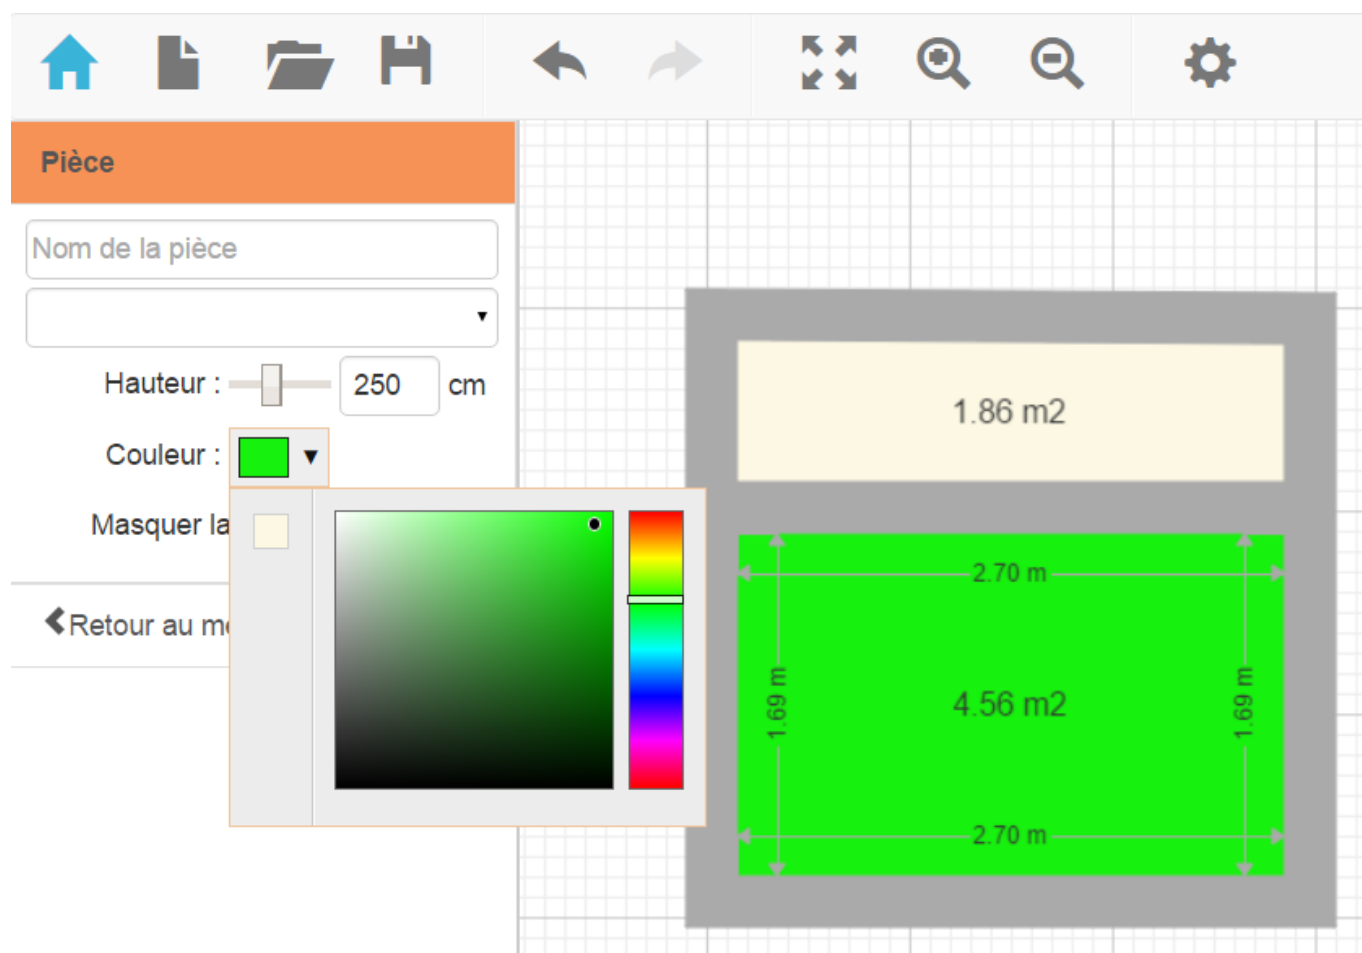 Pièce
Nom de la pièce
Hauteur : 250 cm
Couleur :
Masquer la
Retour au
1.86 m2
2.70 m
1.69 m
4.56 m2
1.69 m
2.70 m